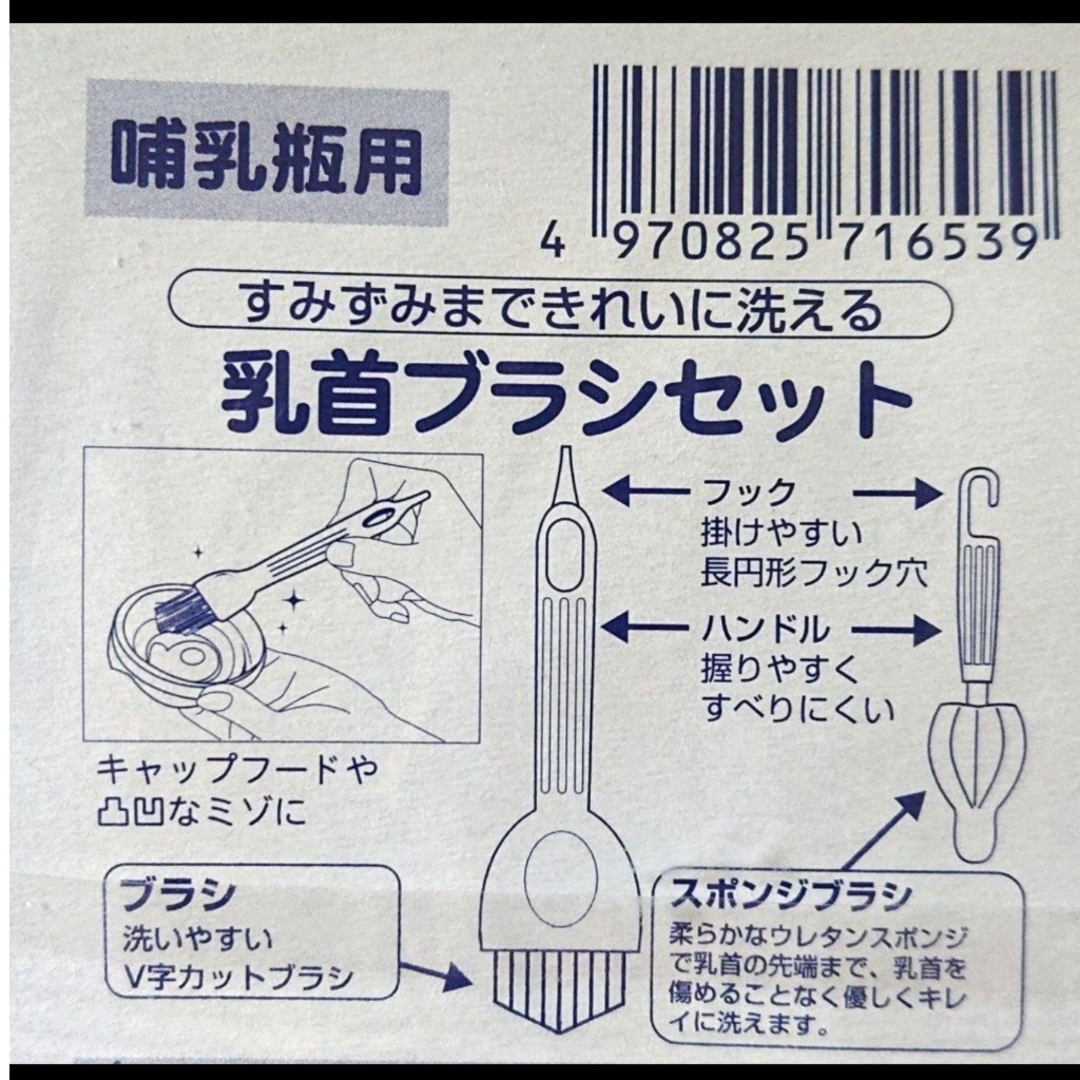 哺乳瓶用
4 970825 716539
すみずみまできれいに洗える
乳首ブラシセット
フック
掛けやすい
長円形フック穴
ハンドル
握りやすく
すべりにくい
キャップフードや
凸凹なミゾに
ブラシ
洗いやすい
V字カットブラシ
スポンジブラシ
柔らかなウレタンスポンジ
で乳首の先端まで、乳首を
傷めることなく優しくキレ
イに洗えます。